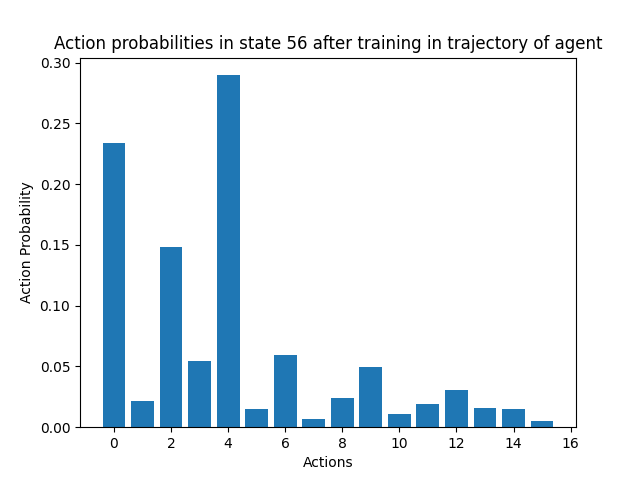 Action probabilities in state 56 after training in trajectory of agent
0.30
0.25
0.20
0.15
0.10
0.05
0.00
Action Probability
0 2 4 6 8 10 12 14 16
Actions